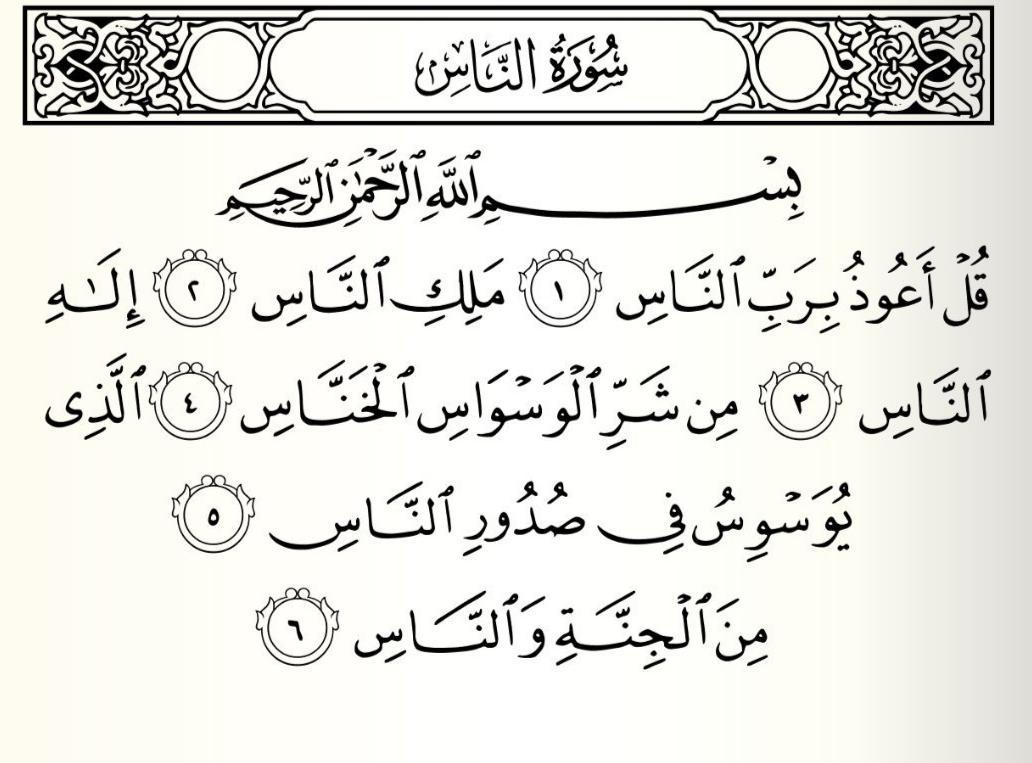 سُورَةُ النَّاسِ
بِسْمِ ٱللَّهِ ٱلرَّحْمَٰنِ ٱلرَّحِيمِ
قُلْ أَعُوذُ بِرَبِّ ٱلنَّاسِ ١ مَلِكِ ٱلنَّاسِ ٢ إِلَٰهِ
ٱلنَّاسِ ٣ مِن شَرِّ ٱلْوَسْوَاسِ ٱلْخَنَّاسِ ٤ ٱلَّذِى
يُوَسْوِسُ فِى صُدُورِ ٱلنَّاسِ ٥
مِنَ ٱلْجِنَّةِ وَٱلنَّاسِ ٦